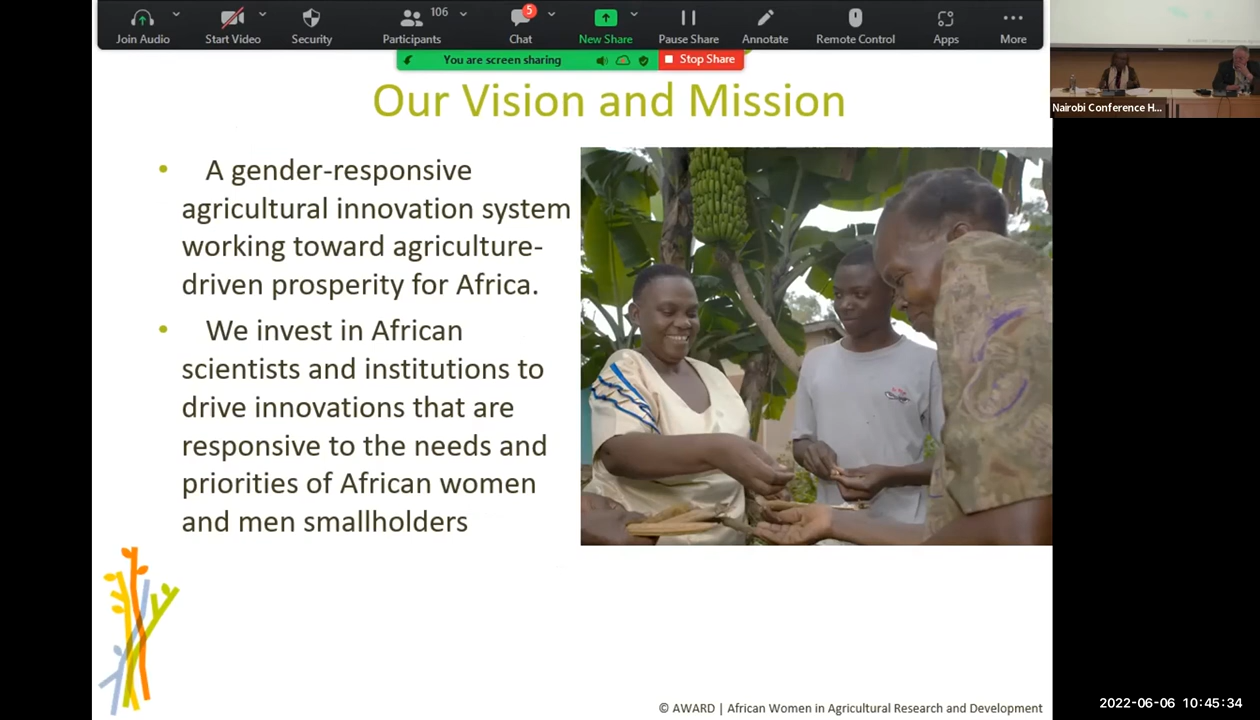 Join Audio
Start Video
Security
Participants 106
Chat 5
New Share
Pause Share
Annotate
Remote Control
Apps
More
You are screen sharing
Stop Share
Nairobi Conference H...
Our Vision and Mission
• A gender-responsive
agricultural innovation system
working toward agriculture-
driven prosperity for Africa.
• We invest in African
scientists and institutions to
drive innovations that are
responsive to the needs and
priorities of African women
and men smallholders
© AWARD | African Women in Agricultural Research and Development
2022-06-06 10:45:34